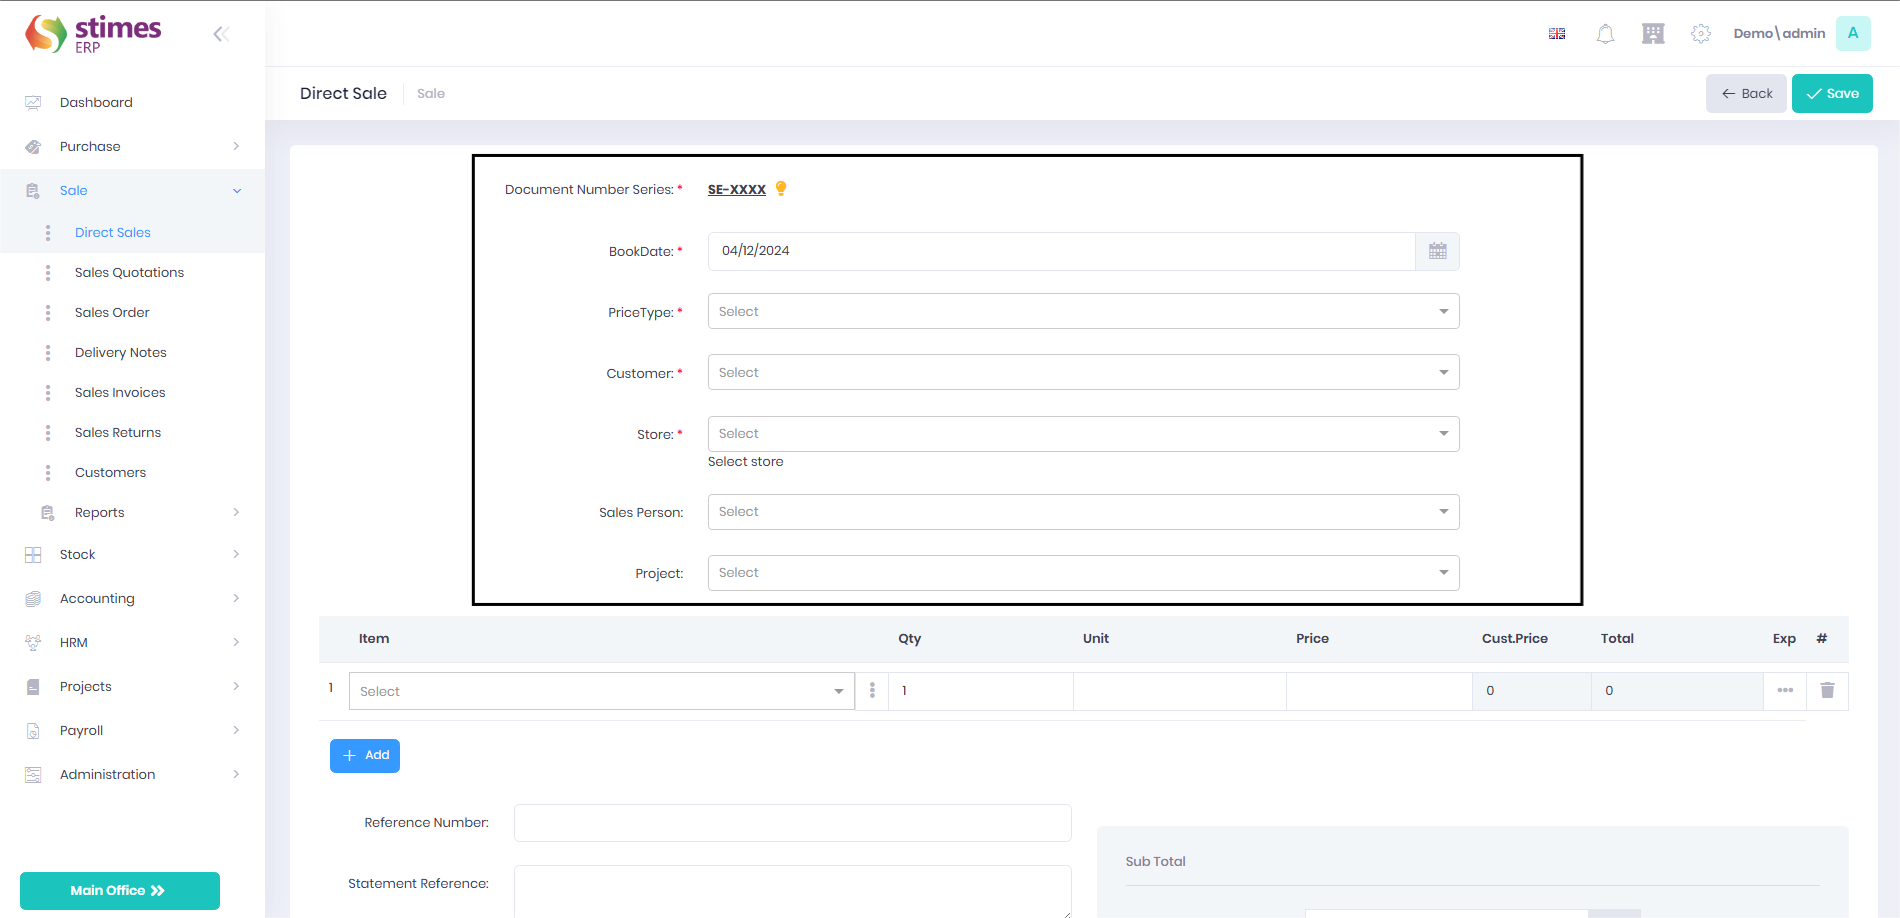 stimes
ERP
Demo\admin
A
Direct Sale
Sale
Back
Save
Dashboard
Purchase
Sale
Direct Sales
Sales Quotations
Sales Order
Delivery Notes
Sales Invoices
Sales Returns
Customers
Reports
Stock
Accounting
HRM
Projects
Payroll
Administration
Main Office
Document Number Series: * SE-XXXX
BookDate: * 04/12/2024
PriceType: * Select
Customer: * Select
Store: * Select
Select store
Sales Person: Select
Project: Select
Item Qty Unit Price Cust.Price Total Exp #
1 Select 1 0 0
+ Add
Reference Number:
Statement Reference:
Sub Total